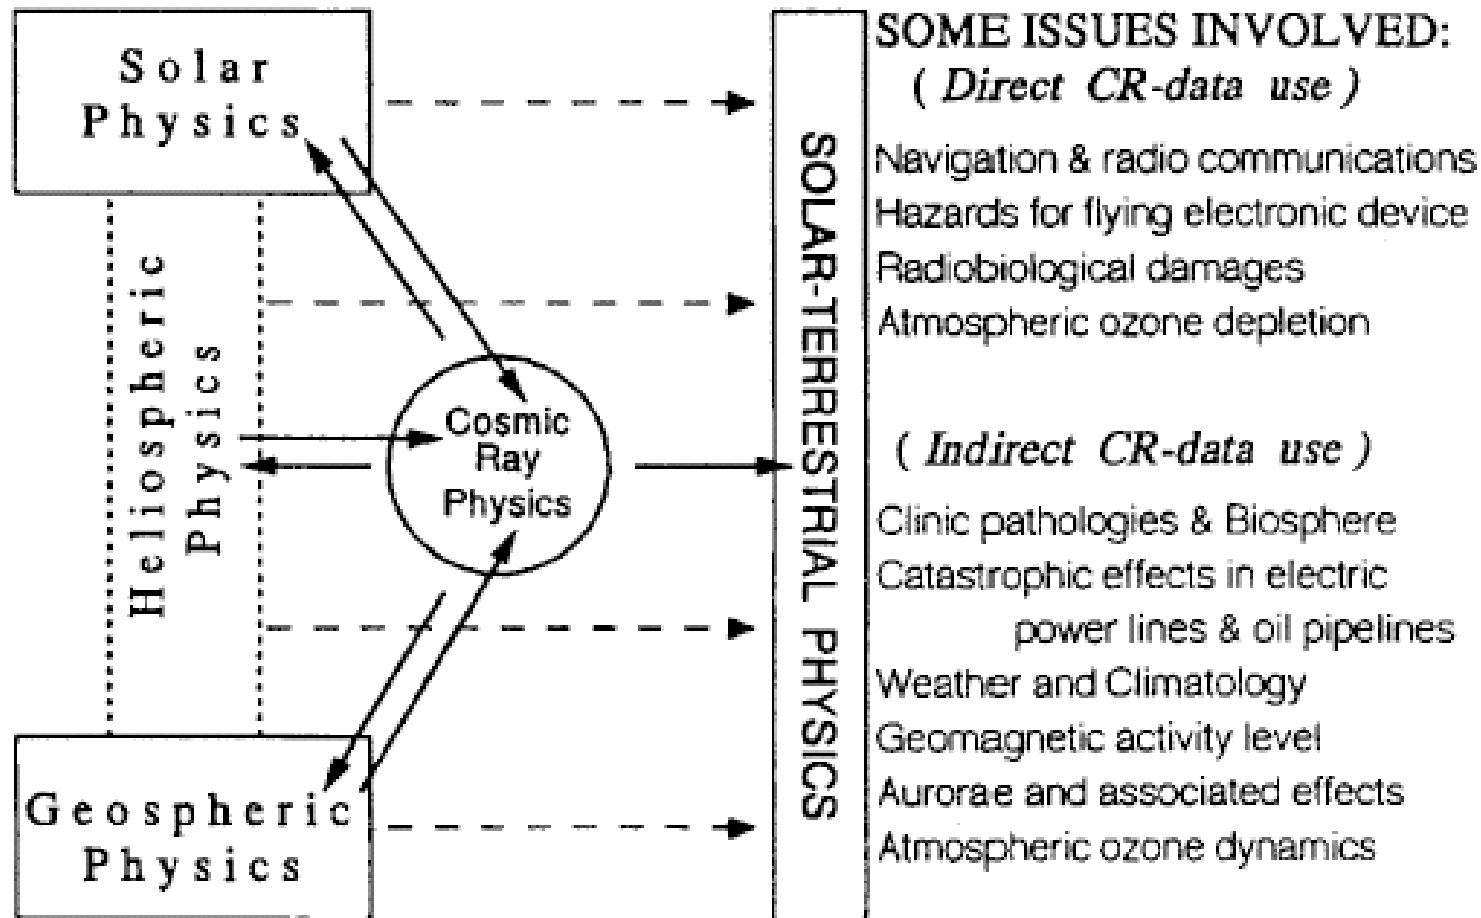 Solar
Physics
Heliospheric
Physics
Cosmic
Ray
Physics
Geospheric
Physics
SOLAR-TERRESTRIAL PHYSICS
SOME ISSUES INVOLVED:
( Direct CR-data use )
Navigation & radio communications
Hazards for flying electronic device
Radiobiological damages
Atmospheric ozone depletion
( Indirect CR-data use )
Clinic pathologies & Biosphere
Catastrophic effects in electric
power lines & oil pipelines
Weather and Climatology
Geomagnetic activity level
Aurorae and associated effects
Atmospheric ozone dynamics